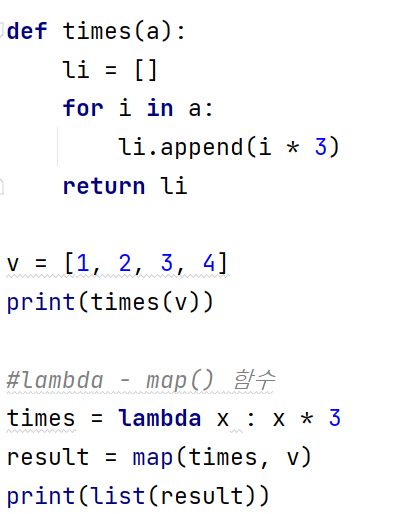 def times(a):
    li = []
    for i in a:
        li.append(i * 3)
    return li
v = [1, 2, 3, 4]
print(times(v))
#lambda - map() 함수
times = lambda x : x * 3
result = map(times, v)
print(list(result))